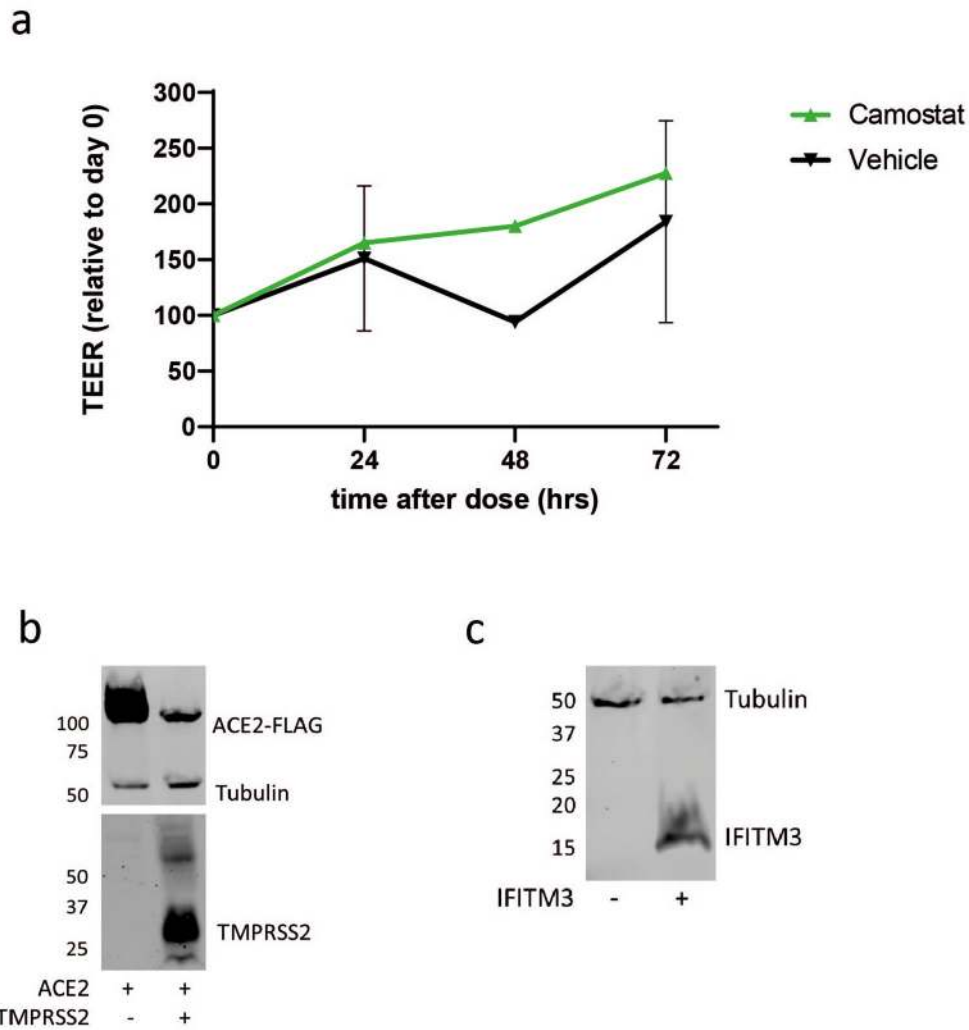 a
TEER (relative to day 0)
300
250
200
150
100
50
0
0 24 48 72
time after dose (hrs)
Camostat
Vehicle
b
100
75
50
ACE2-FLAG
Tubulin
50
37
25
TMPRSS2
ACE2 + +
TMPRSS2 - +
c
50
37
25
20
15
Tubulin
IFITM3
IFITM3 - +